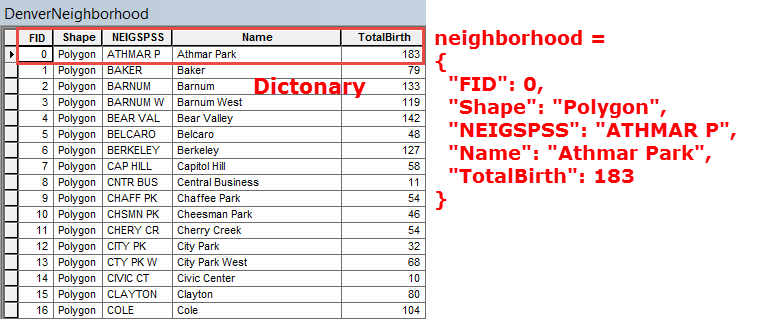 DenverNeighborhood
FID Shape NEIGSPSS Name TotalBirth
0 Polygon ATHMAR P Athmar Park 183
1 Polygon BAKER Baker 79
2 Polygon BARNUM Barnum 133
3 Polygon BARNUM W Barnum West 119
4 Polygon BEAR VAL Bear Valley 142
5 Polygon BELCARO Belcaro 48
6 Polygon BERKELEY Berkeley 127
7 Polygon CAP HILL Capitol Hill 58
8 Polygon CNTR BUS Central Business 11
9 Polygon CHAFF PK Chaffee Park 54
10 Polygon CHSMN PK Cheesman Park 46
11 Polygon CHERY CR Cherry Creek 54
12 Polygon CITY PK City Park 32
13 Polygon CTY PK W City Park West 68
14 Polygon CIVIC CT Civic Center 10
15 Polygon CLAYTON Clayton 80
16 Polygon COLE Cole 104
Dictonary
neighborhood =
{
"FID": 0,
"Shape": "Polygon",
"NEIGSPSS": "ATHMAR P",
"Name": "Athmar Park",
"TotalBirth": 183
}